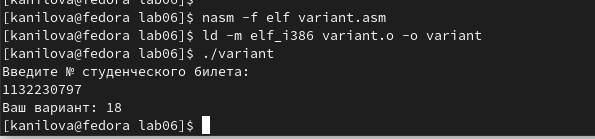 [kanilova@fedora lab06]$ nasm -f elf variant.asm
[kanilova@fedora lab06]$ ld -m elf_i386 variant.o -o variant
[kanilova@fedora lab06]$ ./variant
Введите № студенческого билета:
1132230797
Ваш вариант: 18
[kanilova@fedora lab06]$